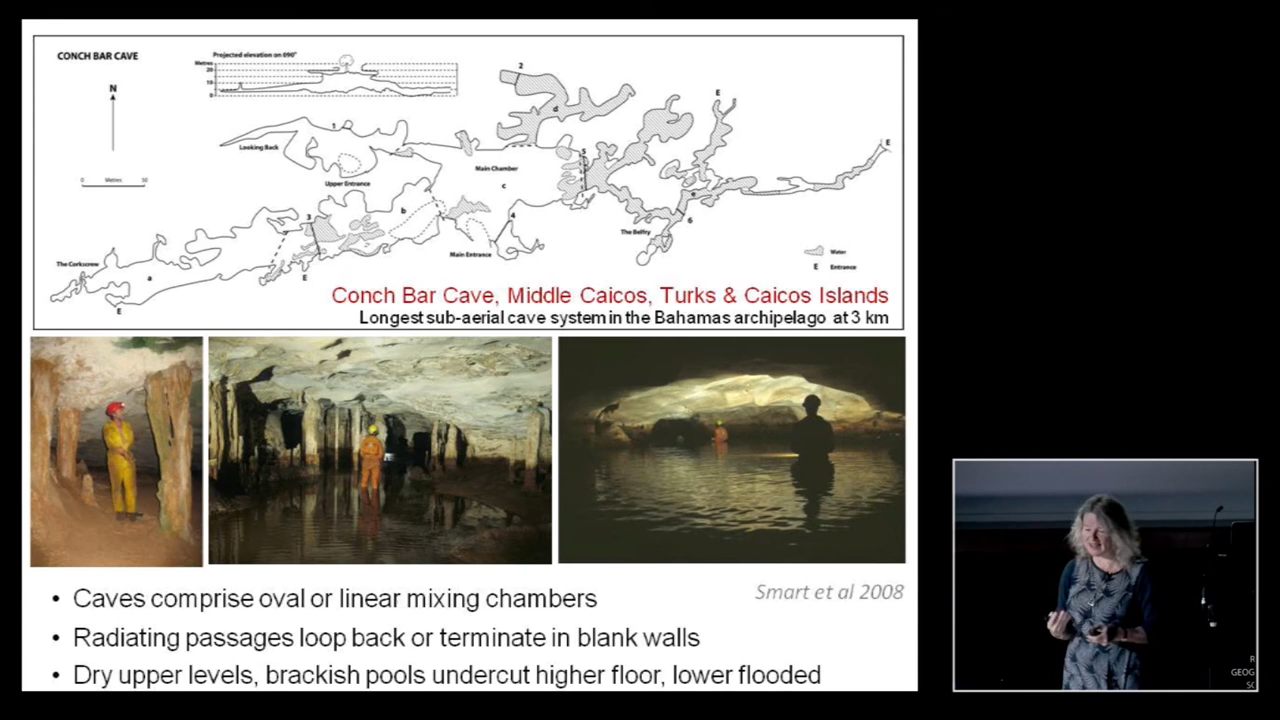 CONCH BAR CAVE
Projected elevation on 090°
Metres
20
10
0
N
0 Metres 50
2
d
E
1
Looking Back
Upper Entrance
Main Chamber
c
5
E
e
6
The Belfry
3
b
4
Main Entrance
The Corkscrew
a
E
E
Water
E Entrance
Conch Bar Cave, Middle Caicos, Turks & Caicos Islands
Longest sub-aerial cave system in the Bahamas archipelago at 3 km
Smart et al 2008
• Caves comprise oval or linear mixing chambers
• Radiating passages loop back or terminate in blank walls
• Dry upper levels, brackish pools undercut higher floor, lower flooded
R
GEOG
SC